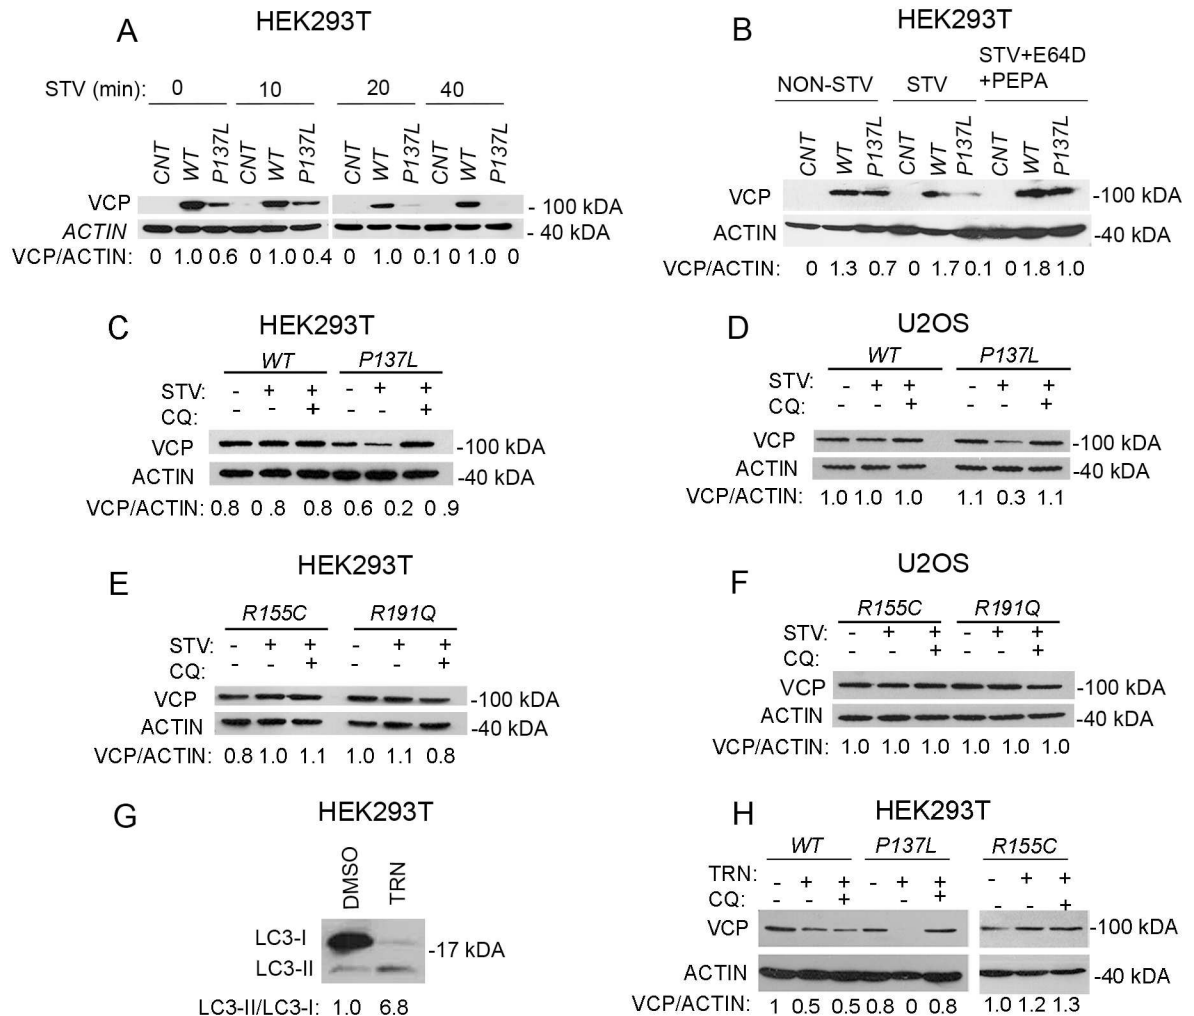 A
HEK293T
STV (min): 0 10 20 40
CNT WT P137L CNT WT P137L CNT WT P137L CNT WT P137L
VCP - 100 kDA
ACTIN - 40 kDA
VCP/ACTIN: 0 1.0 0.6 0 1.0 0.4 0 1.0 0.1 0 1.0 0
B
HEK293T
NON-STV STV STV+E64D
+PEPA
CNT WT P137L CNT WT P137L CNT WT P137L
VCP -100 kDA
ACTIN -40 kDA
VCP/ACTIN: 0 1.3 0.7 0 1.7 0.1 0 1.8 1.0
C
HEK293T
WT P137L
STV: - + + - + +
CQ: - - + - - +
VCP -100 kDA
ACTIN -40 kDA
VCP/ACTIN: 0.8 0 .8 0.8 0.6 0.2 0 .9
D
U2OS
WT P137L
STV: - + + - + +
CQ: - - + - - +
VCP -100 kDA
ACTIN -40 kDA
VCP/ACTIN: 1.0 1.0 1.0 1.1 0.3 1.1
E
HEK293T
R155C R191Q
STV: - + + - + +
CQ: - - + - - +
VCP -100 kDA
ACTIN -40 kDA
VCP/ACTIN: 0.8 1.0 1.1 1.0 1.1 0.8
F
U2OS
R155C R191Q
STV: - + + - + +
CQ: - - + - - +
VCP -100 kDA
ACTIN -40 kDA
VCP/ACTIN: 1.0 1.0 1.0 1.0 1.0 1.0
G
HEK293T
DMSO TRN
LC3-I -17 kDA
LC3-II
LC3-II/LC3-I: 1.0 6.8
H
HEK293T
WT P137L R155C
TRN: - + + - + + - + +
CQ: - - + - - + - - +
VCP -100 kDA
ACTIN -40 kDA
VCP/ACTIN: 1 0.5 0.5 0.8 0 0.8 1.0 1.2 1.3